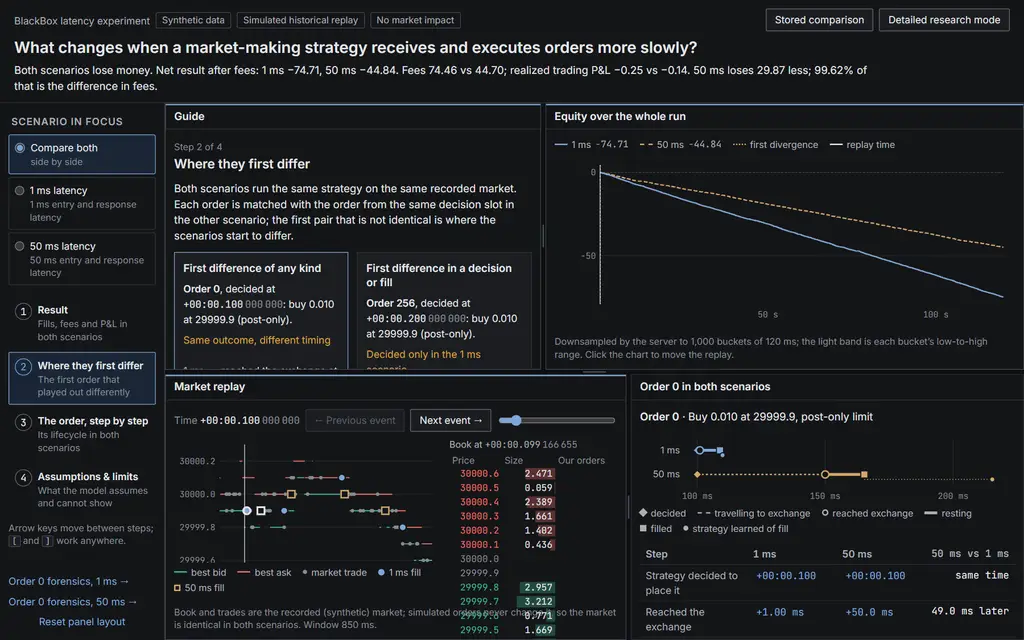 BlackBox latency experiment
Synthetic data
Simulated historical replay
No market impact
Stored comparison
Detailed research mode
What changes when a market-making strategy receives and executes orders more slowly?
Both scenarios lose money. Net result after fees: 1 ms −74.71, 50 ms −44.84. Fees 74.46 vs 44.70; realized trading P&L −0.25 vs −0.14. 50 ms loses 29.87 less; 99.62% of
that is the difference in fees.
SCENARIO IN FOCUS
Compare both
side by side
1 ms latency
1 ms entry and response
latency
50 ms latency
50 ms entry and response
latency
1 Result
Fills, fees and P&L in
both scenarios
2 Where they first differ
The first order that
played out differently
3 The order, step by step
Its lifecycle in both
scenarios
4 Assumptions & limits
What the model assumes
and cannot show
Arrow keys move between steps;
[ and ] work anywhere.
Order 0 forensics, 1 ms →
Order 0 forensics, 50 ms →
Reset panel layout
Guide
Step 2 of 4
Where they first differ
Both scenarios run the same strategy on the same recorded market.
Each order is matched with the order from the same decision slot in
the other scenario; the first pair that is not identical is where the
scenarios start to differ.
First difference of any kind
Order 0, decided at
+00:00.100 000 000: buy 0.010
at 29999.9 (post-only).
Same outcome, different timing
First difference in a decision
or fill
Order 256, decided at
+00:00.200 000 000: buy 0.010
at 29999.9 (post-only).
Decided only in the 1 ms
Equity over the whole run
1 ms -74.71
50 ms -44.84
first divergence
replay time
0
-50
50 s
100 s
Downsampled by the server to 1,000 buckets of 120 ms; the light band is each bucket's low-to-high
range. Click the chart to move the replay.
Market replay
Time +00:00.100 000 000
← Previous event
Next event →
30000.2
30000.0
29999.8
29999.6
best bid
best ask
market trade
1 ms fill
50 ms fill
Book at +00:00.099 166 655
Price Size Our orders
30000.6 2.471
30000.5 0.059
30000.4 2.389
30000.3 1.661
30000.2 1.402
30000.1 0.436
30000.0
29999.9
29999.8 2.957
29999.7 3.212
29999.6 0.771
29999.5 1.669
Book and trades are the recorded (synthetic) market; simulated orders never change it, so the market
is identical in both scenarios. Window 850 ms.
Order 0 in both scenarios
Order 0 · Buy 0.010 at 29999.9, post-only limit
1 ms
50 ms
100 ms
150 ms
200 ms
decided
travelling to exchange
reached exchange
resting
filled
strategy learned of fill
Step 1 ms 50 ms 50 ms vs 1 ms
Strategy decided to
place it
+00:00.100 +00:00.100 same time
Reached the
exchange
+1.00 ms +50.0 ms 49.0 ms later